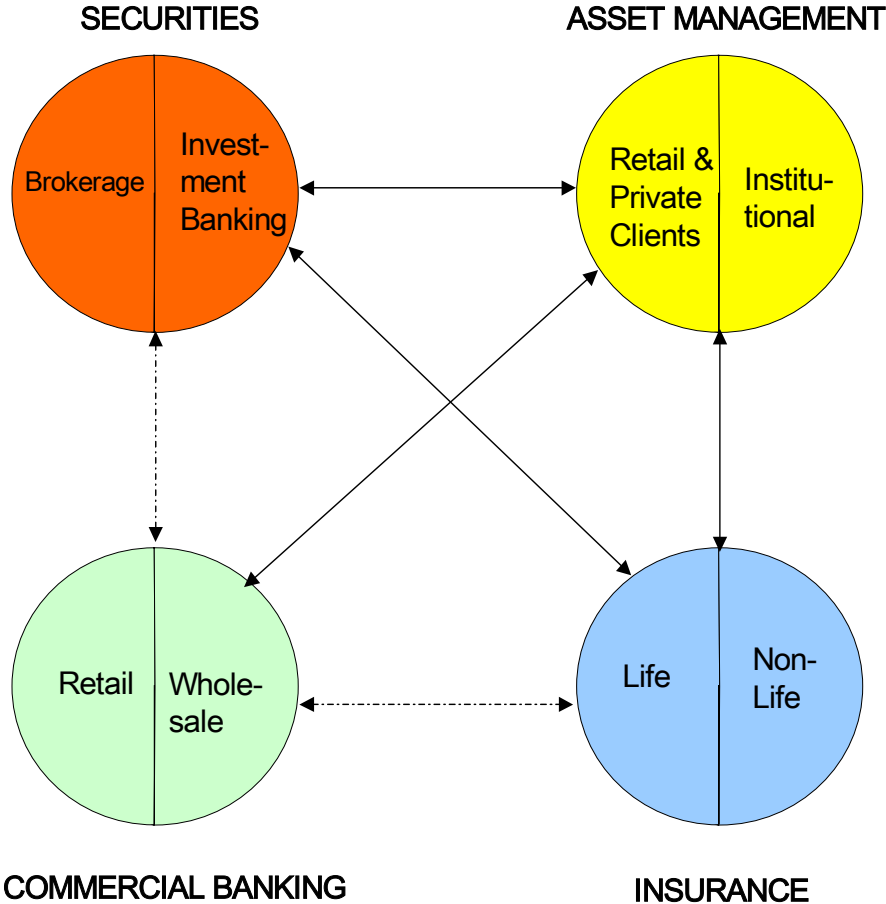 SECURITIES
ASSET MANAGEMENT
Brokerage
Invest-
ment
Banking
Retail &
Private
Clients
Institu-
tional
Retail
Whole-
sale
Life
Non-
Life
COMMERCIAL BANKING
INSURANCE